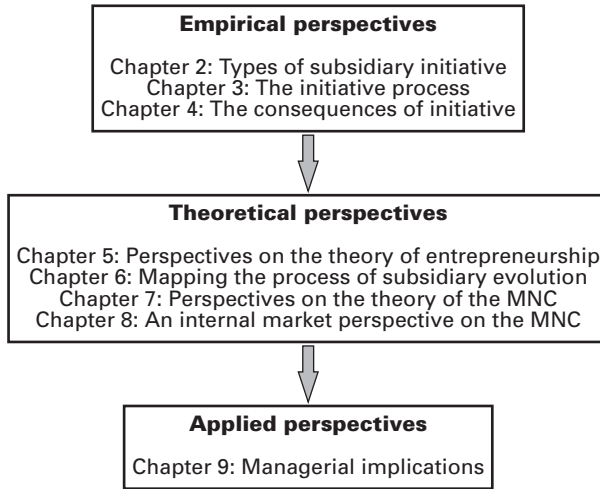 Empirical perspectives
Chapter 2: Types of subsidiary initiative
Chapter 3: The initiative process
Chapter 4: The consequences of initiative
Theoretical perspectives
Chapter 5: Perspectives on the theory of entrepreneurship
Chapter 6: Mapping the process of subsidiary evolution
Chapter 7: Perspectives on the theory of the MNC
Chapter 8: An internal market perspective on the MNC
Applied perspectives
Chapter 9: Managerial implications